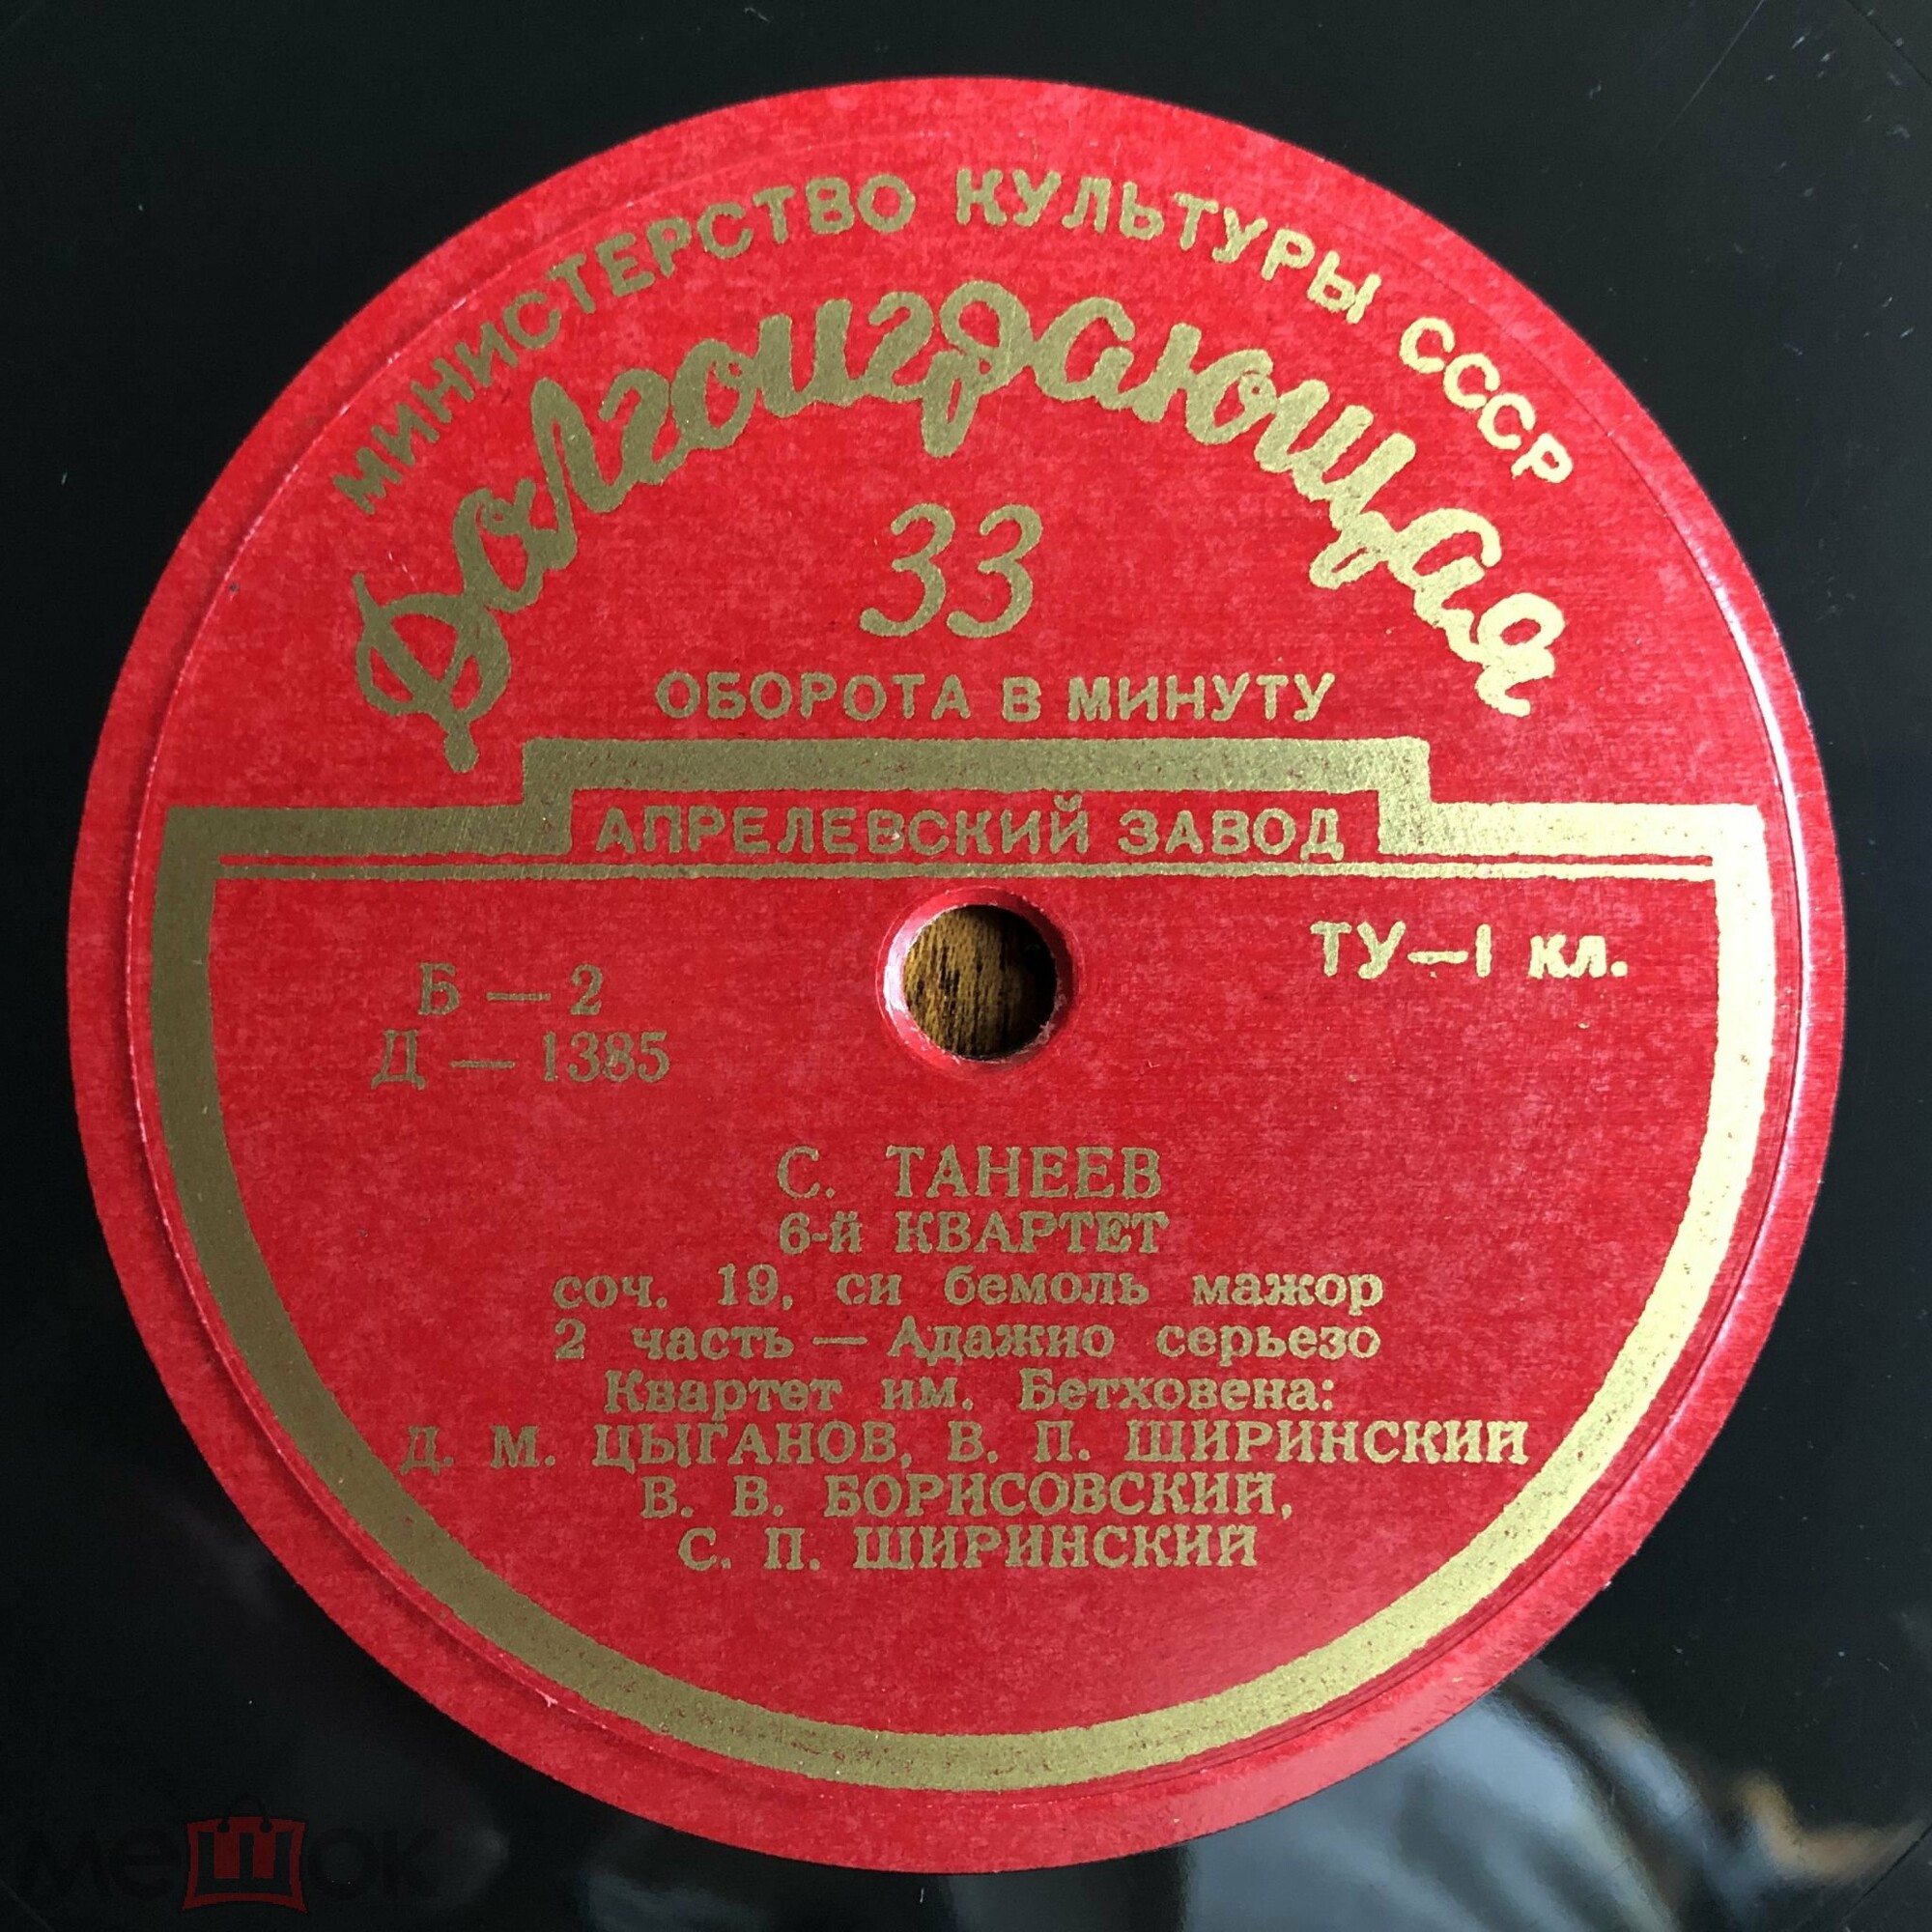 МИНИСТЕРСТВО КУЛЬТУРЫ СССР
Долгоиграющая
33
ОБОРОТА В МИНУТУ
АПРЕЛЕВСКИЙ ЗАВОД
ТУ—1 кл.
Б — 2
Д — 1385
С. ТАНЕЕВ
6-й КВАРТЕТ
соч. 19, си бемоль мажор
2 часть — Адажио серьезо
Квартет им. Бетховена:
Д. М. ЦЫГАНОВ, В. П. ШИРИНСКИЙ
В. В. БОРИСОВСКИЙ,
С. П. ШИРИНСКИЙ
мешок